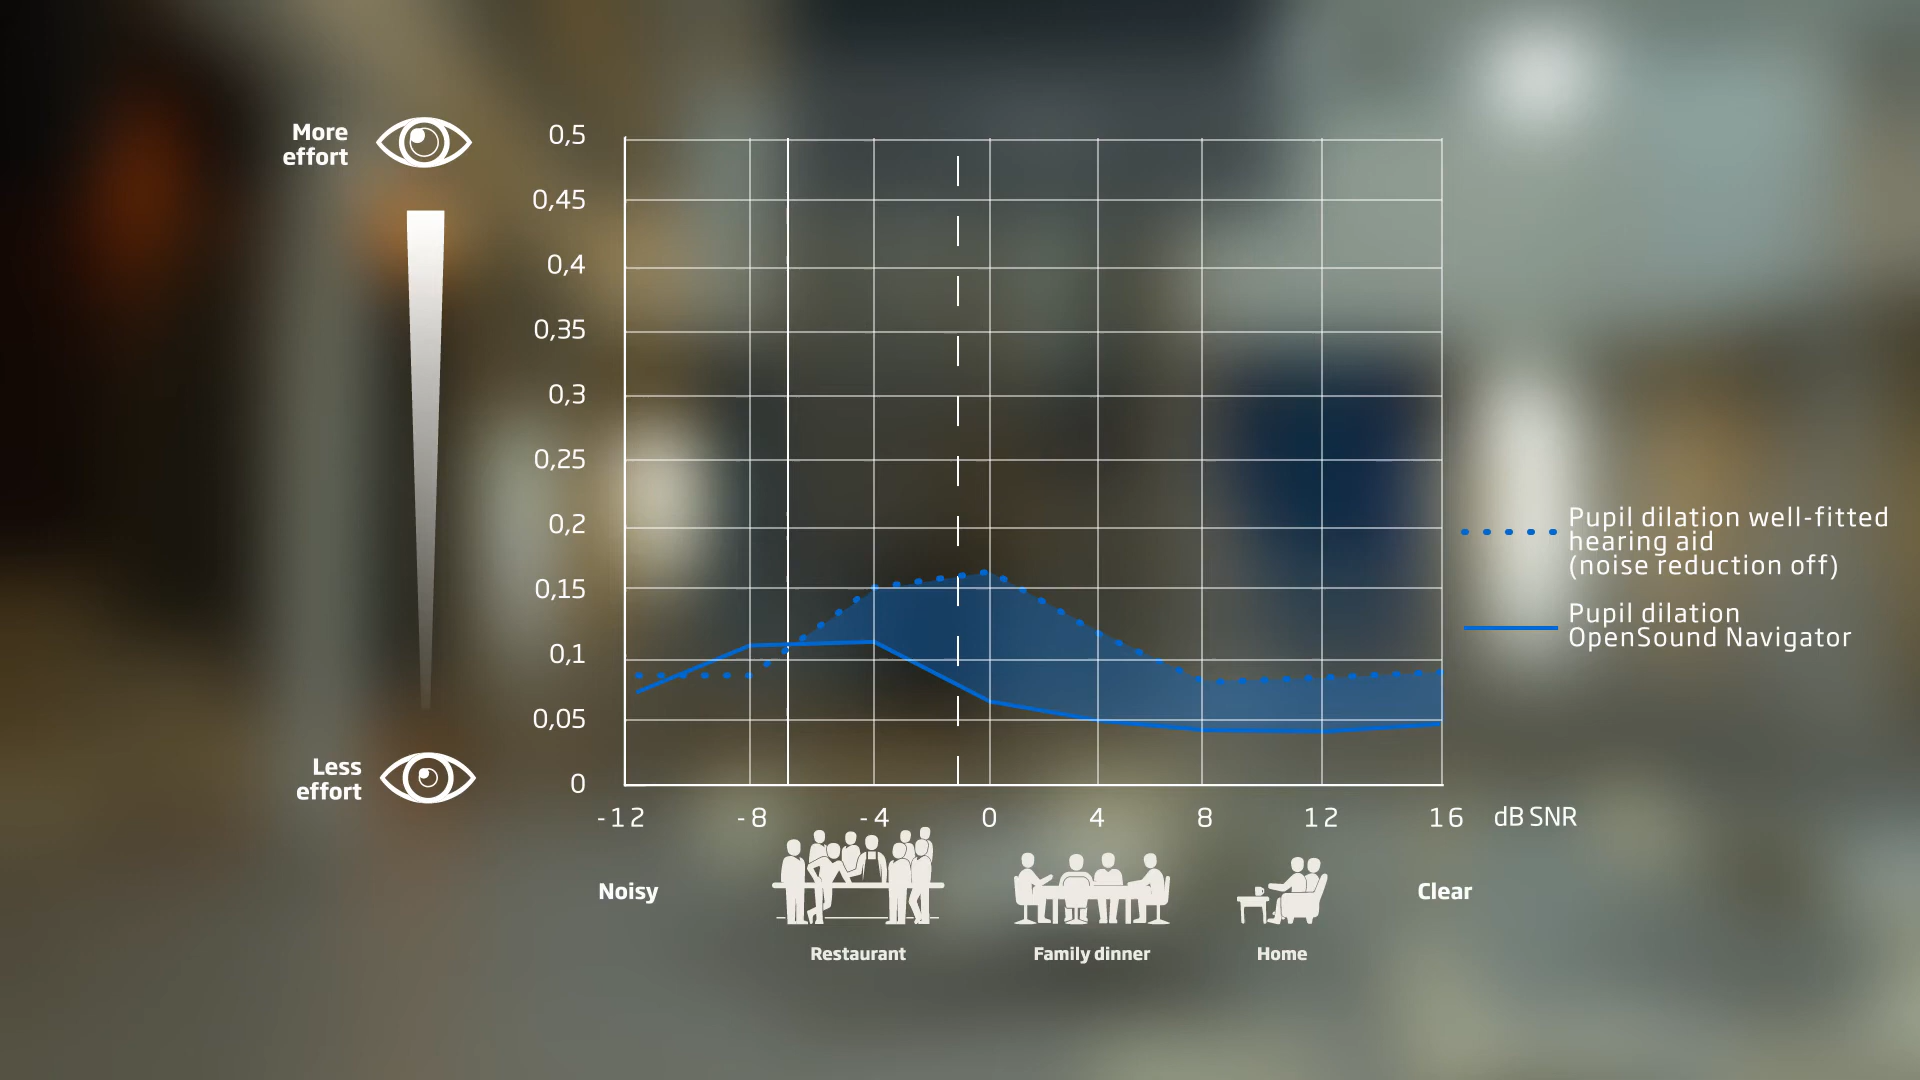 More
effort
0,5
0,45
0,4
0,35
0,3
0,25
0,2
0,15
0,1
0,05
0
Less
effort
-12
-8
-4
0
4
8
12
16
dB SNR
Noisy
Restaurant
Family dinner
Home
Clear
Pupil dilation well-fitted
hearing aid
(noise reduction off)
Pupil dilation
OpenSound Navigator